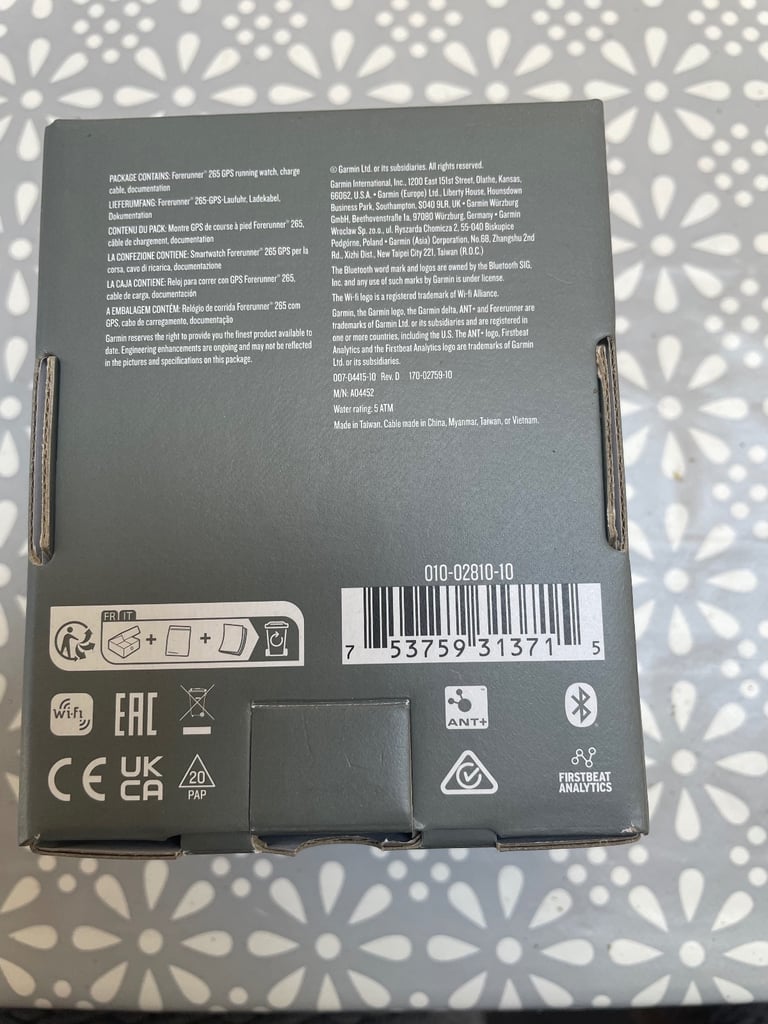 PACKAGE CONTAINS: Forerunner® 265 GPS running watch, charge
cable, documentation
LIEFERUMFANG: Forerunner® 265-GPS-Laufuhr, Ladekabel,
Dokumentation
CONTENU DU PACK: Montre GPS de course à pied Forerunner® 265,
câble de chargement, documentation
LA CONFEZIONE CONTIENE: Smartwatch Forerunner® 265 GPS per la
corsa, cavo di ricarica, documentazione
LA CAJA CONTIENE: Reloj para correr con GPS Forerunner® 265,
cable de carga, documentación
A EMBALAGEM CONTÉM: Relógio de corrida Forerunner® 265 com
GPS, cabo de carregamento, documentação
Garmin reserves the right to provide you the finest product available to
date. Engineering enhancements are ongoing and may not be reflected
in the pictures and specifications on this package.
© Garmin Ltd. or its subsidiaries. All rights reserved.
Garmin International, Inc., 1200 East 151st Street, Olathe, Kansas,
66062, U.S.A. • Garmin (Europe) Ltd., Liberty House, Hounsdown
Business Park, Southampton, SO40 9LR, UK • Garmin Würzburg
GmbH, Beethovenstraße 1a, 97080 Würzburg, Germany • Garmin
Wroclaw Sp. zo.o., ul. Ryszarda Chomicza 2, 55-040 Biskupice
Podgórne, Poland • Garmin (Asia) Corporation, No.68, Zhangshu 2nd
Rd., Xizhi Dist., New Taipei City 221, Taiwan (R.O.C.)
The Bluetooth word mark and logos are owned by the Bluetooth SIG,
Inc. and any use of such marks by Garmin is under license.
The Wi-Fi logo is a registered trademark of Wi-Fi Alliance.
Garmin, the Garmin logo, the Garmin delta, ANT+ and Forerunner are
trademarks of Garmin Ltd. or its subsidiaries and are registered in
one or more countries, including the U.S. The ANT+ logo, Firstbeat
Analytics and the Firstbeat Analytics logo are trademarks of Garmin
Ltd. or its subsidiaries.
007-04415-10 Rev. D 170-02759-10
M/N: A04452
Water rating: 5 ATM
Made in Taiwan. Cable made in China, Myanmar, Taiwan, or Vietnam.
010-02810-10
7 53759 31371 5
FR IT
+ +
Wi-Fi
EAC
ANT+
CE
UK
CA
20
PAP
FIRSTBEAT
ANALYTICS